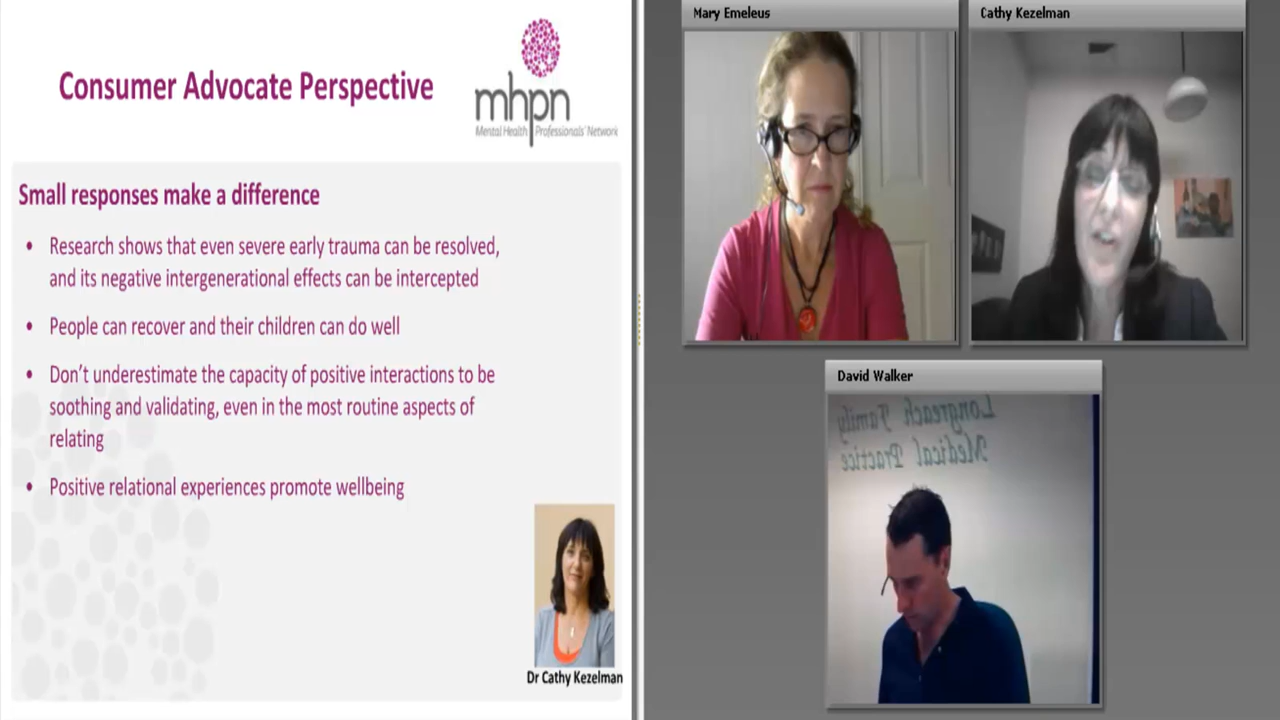 Consumer Advocate Perspective
mhpn
Mental Health Professionals' Network
Small responses make a difference
• Research shows that even severe early trauma can be resolved,
and its negative intergenerational effects can be intercepted
• People can recover and their children can do well
• Don't underestimate the capacity of positive interactions to be
soothing and validating, even in the most routine aspects of
relating
• Positive relational experiences promote wellbeing
Dr Cathy Kezelman
Mary Emeleus
Cathy Kezelman
David Walker
Longreach Family
Medical Practice